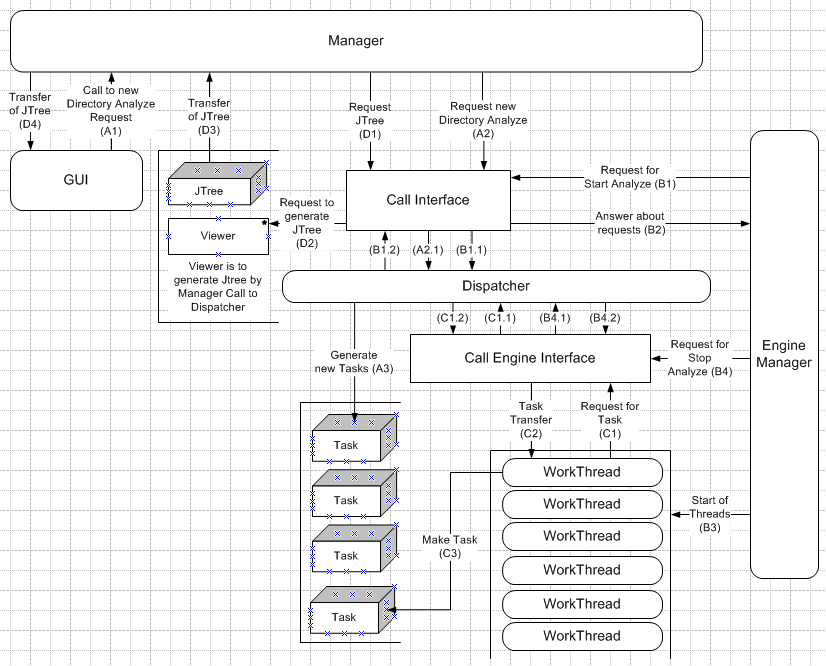 Manager
Transfer
of JTree
(D4)
Call to new
Directory Analyze
Request
(A1)
Transfer
of JTree
(D3)
Request
JTree
(D1)
Request new
Directory Analyze
(A2)
GUI
JTree
Viewer
*
Viewer is to
generate Jtree by
Manager Call to
Dispatcher
Request to
generate
JTree
(D2)
Call Interface
Request for
Start Analyze (B1)
Answer about
requests (B2)
(B1.2)
(A2.1)
(B1.1)
Dispatcher
(C1.2)
(C1.1)
(B4.1)
(B4.2)
Generate
new Tasks (A3)
Call Engine Interface
Request for
Stop
Analyze (B4)
Engine
Manager
Task
Transfer
(C2)
Request for
Task
(C1)
Task
Task
Task
Task
Make Task
(C3)
WorkThread
WorkThread
WorkThread
WorkThread
WorkThread
WorkThread
Start of
Threads
(B3)